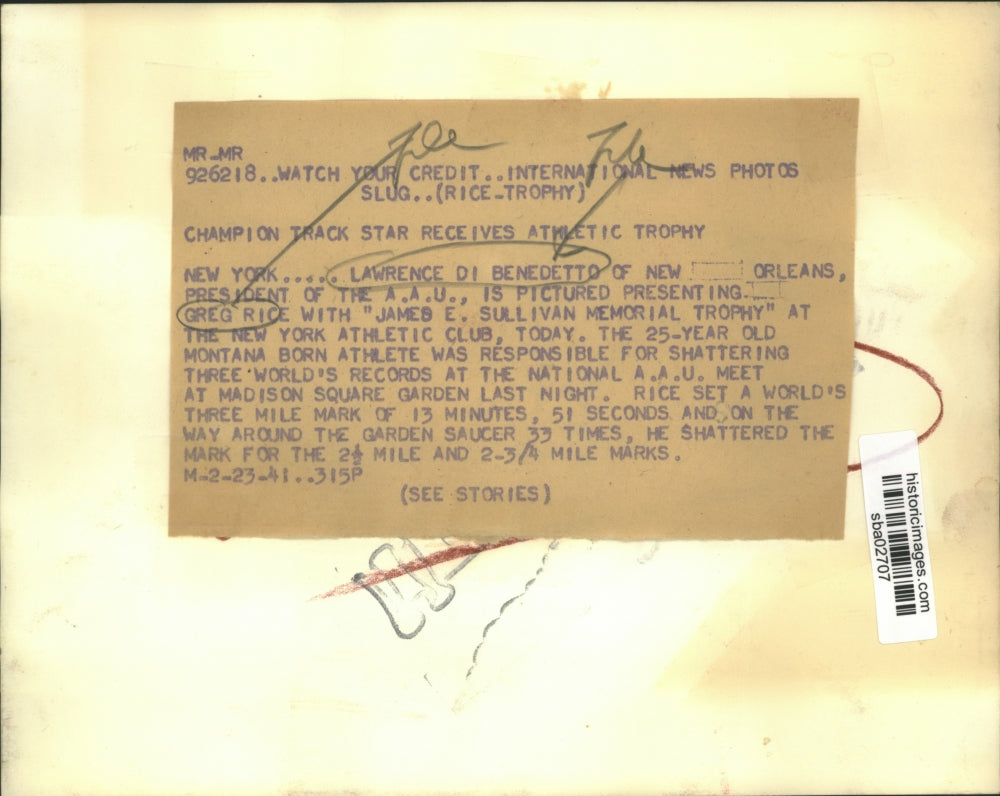 File File
MR-MR
926218..WATCH YOUR CREDIT..INTERNATIONAL NEWS PHOTOS
SLUG..(RICE-TROPHY)
CHAMPION TRACK STAR RECEIVES ATHLETIC TROPHY
NEW YORK..... LAWRENCE DI BENEDETTO OF NEW ORLEANS,
PRESIDENT OF THE A.A.U., IS PICTURED PRESENTING
GREG RICE WITH "JAMES E. SULLIVAN MEMORIAL TROPHY" AT
THE NEW YORK ATHLETIC CLUB, TODAY. THE 25-YEAR OLD
MONTANA BORN ATHLETE WAS RESPONSIBLE FOR SHATTERING
THREE WORLD'S RECORDS AT THE NATIONAL A.A.U. MEET
AT MADISON SQUARE GARDEN LAST NIGHT. RICE SET A WORLD'S
THREE MILE MARK OF 13 MINUTES, 51 SECONDS AND ON THE
WAY AROUND THE GARDEN SAUCER 33 TIMES, HE SHATTERED THE
MARK FOR THE 2½ MILE AND 2-3/4 MILE MARKS.
M-2-23-41..315P
(SEE STORIES)
historicimages.com
sba02707